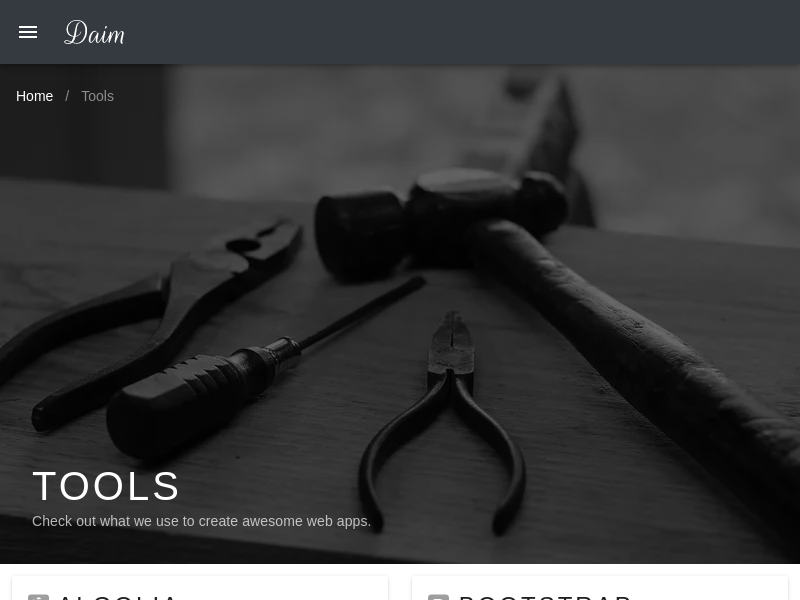 Daim
Home / Tools
TOOLS
Check out what we use to create awesome web apps.
ALGOLIA
BOOTSTRAP